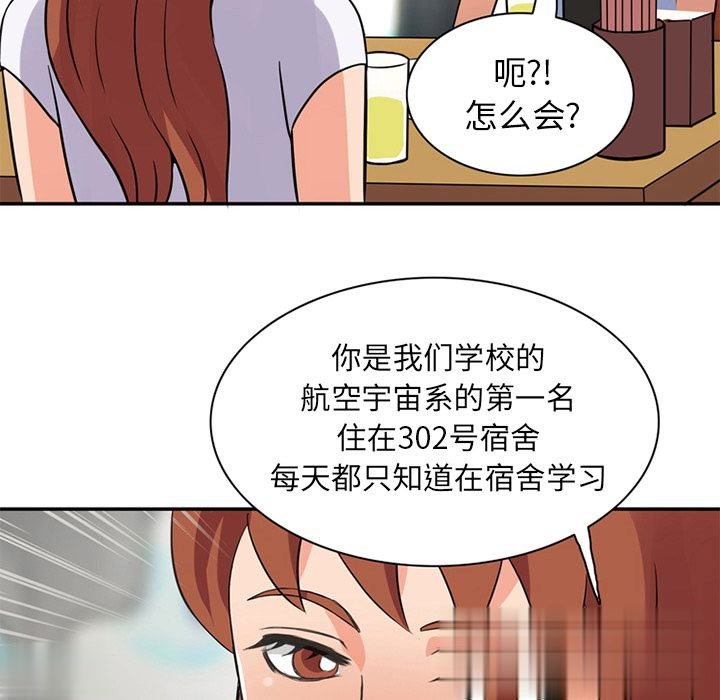 呃?!
怎么会?
你是我们学校的
航空宇宙系的第一名
住在302号宿舍
每天都只知道在宿舍学习